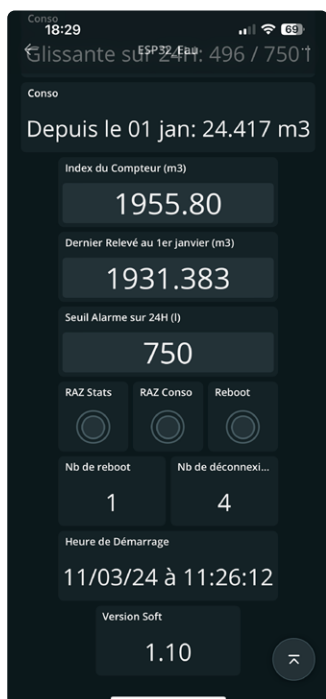 Conso
18:29
69
ESP32_Eau
Glissante sur 24H: 496 / 750
Conso
Depuis le 01 jan: 24.417 m3
Index du Compteur (m3)
1955.80
Dernier Relevé au 1er janvier (m3)
1931.383
Seuil Alarme sur 24H (l)
750
RAZ Stats RAZ Conso Reboot
Nb de reboot Nb de déconnexi...
1 4
Heure de Démarrage
11/03/24 à 11:26:12
Version Soft
1.10